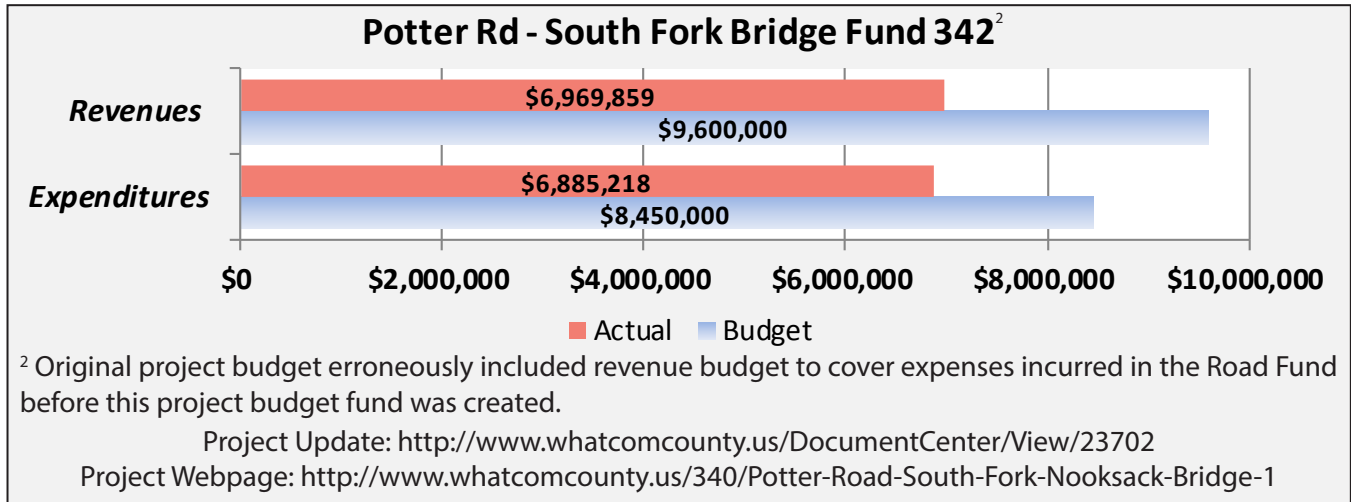 Potter Rd - South Fork Bridge Fund 342²
Revenues
$6,969,859
$9,600,000
Expenditures
$6,885,218
$8,450,000
$0 $2,000,000 $4,000,000 $6,000,000 $8,000,000 $10,000,000
Actual Budget
² Original project budget erroneously included revenue budget to cover expenses incurred in the Road Fund
before this project budget fund was created.
Project Update: http://www.whatcomcounty.us/DocumentCenter/View/23702
Project Webpage: http://www.whatcomcounty.us/340/Potter-Road-South-Fork-Nooksack-Bridge-1